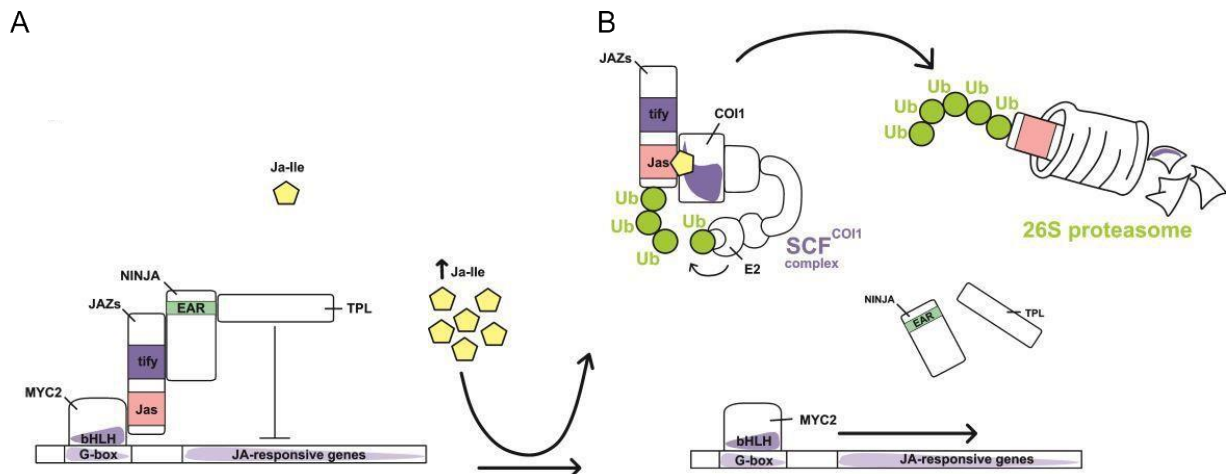 A
Ja-Ile
NINJA
EAR
TPL
JAZs
tify
Jas
MYC2
bHLH
G-box
JA-responsive genes
Ja-Ile
B
JAZs
tify
Jas
COI1
Ub
Ub
Ub
Ub
E2
SCF COI1
complex
Ub
Ub
Ub
Ub
Ub
Ub
26S proteasome
NINJA
EAR
TPL
MYC2
bHLH
G-box
JA-responsive genes